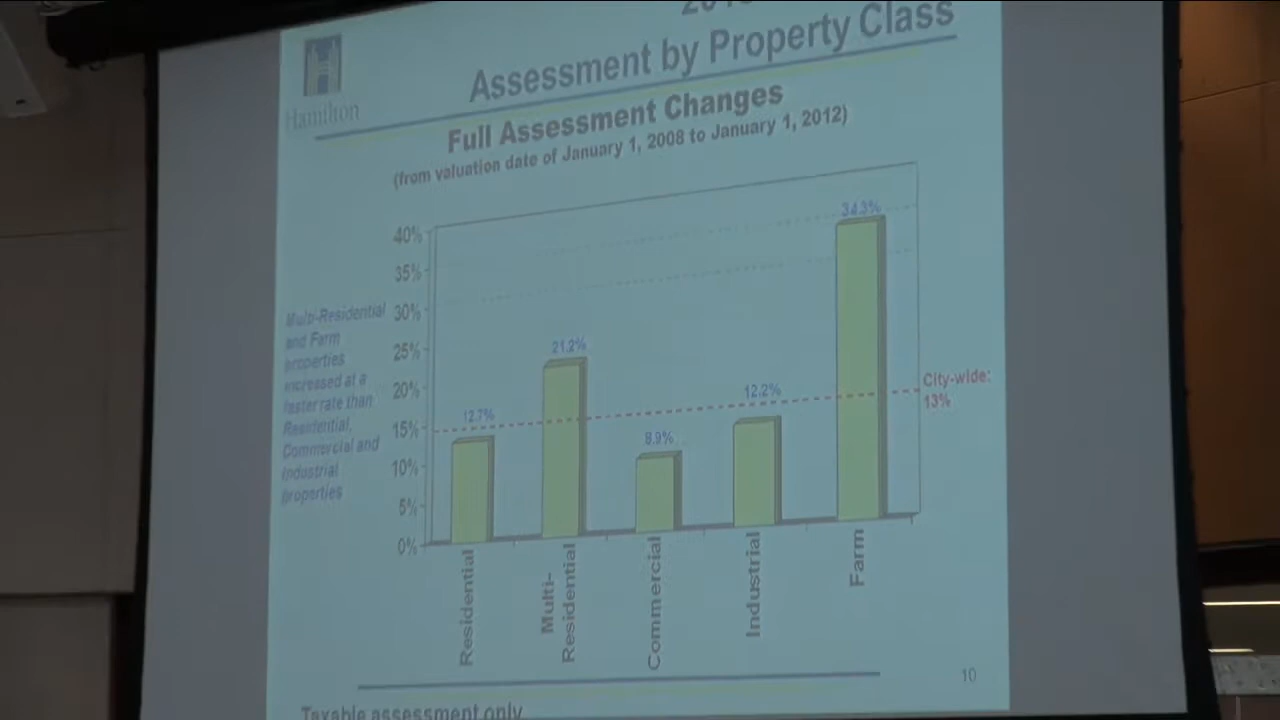 Hamilton
Assessment by Property Class
Full Assessment Changes
(from valuation date of January 1, 2008 to January 1, 2012)
Multi-Residential
and Farm
properties
increased at a
faster rate than
Residential,
Commercial and
Industrial
properties
40%
35%
30%
25%
20%
15%
10%
5%
0%
12.7%
21.2%
8.9%
12.2%
34.3%
City-wide:
13%
Residential
Multi-
Residential
Commercial
Industrial
Farm
10
Taxable assessment only